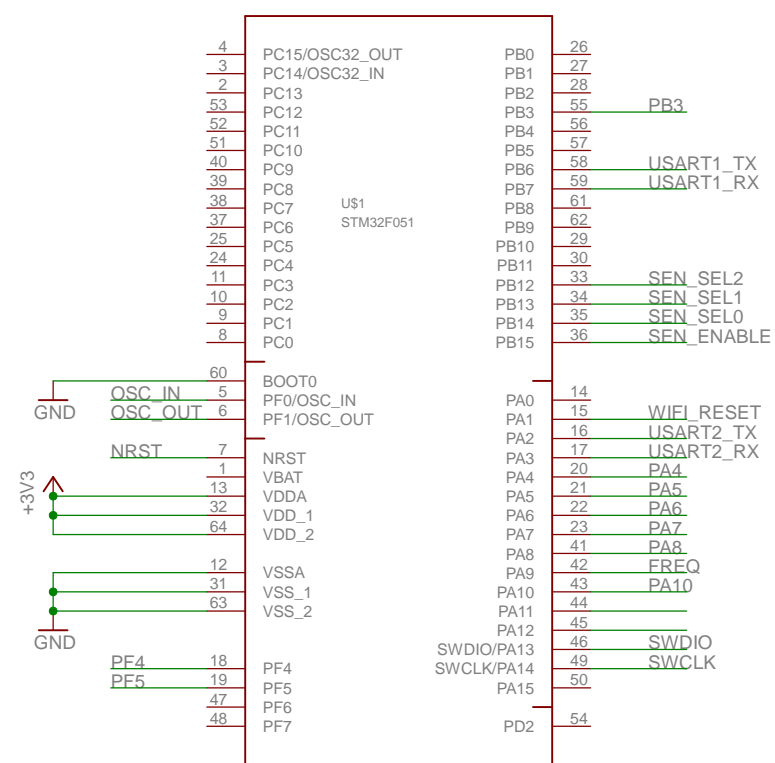 4 PC15/OSC32_OUT PB0 26
3 PC14/OSC32_IN PB1 27
2 PC13 PB2 28
53 PC12 PB3 55 PB3
52 PC11 PB4 56
51 PC10 PB5 57
40 PC9 PB6 58 USART1_TX
39 PC8 PB7 59 USART1_RX
38 PC7 U$1 PB8 61
37 PC6 STM32F051 PB9 62
25 PC5 PB10 29
24 PC4 PB11 30
11 PC3 PB12 33 SEN_SEL2
10 PC2 PB13 34 SEN_SEL1
9 PC1 PB14 35 SEN_SEL0
8 PC0 PB15 36 SEN_ENABLE
60 BOOT0
GND OSC_IN 5 PF0/OSC_IN PA0 14
OSC_OUT 6 PF1/OSC_OUT PA1 15 WIFI_RESET
PA2 16 USART2_TX
NRST 7 NRST PA3 17 USART2_RX
1 VBAT PA4 20 PA4
+3V3 13 VDDA PA5 21 PA5
32 VDD_1 PA6 22 PA6
64 VDD_2 PA7 23 PA7
PA8 41 PA8
12 VSSA PA9 42 FREQ
31 VSS_1 PA10 43 PA10
63 VSS_2 PA11 44
GND PA12 45
SWDIO/PA13 46 SWDIO
PF4 18 PF4 SWCLK/PA14 49 SWCLK
PF5 19 PF5 PA15 50
47 PF6
48 PF7 PD2 54